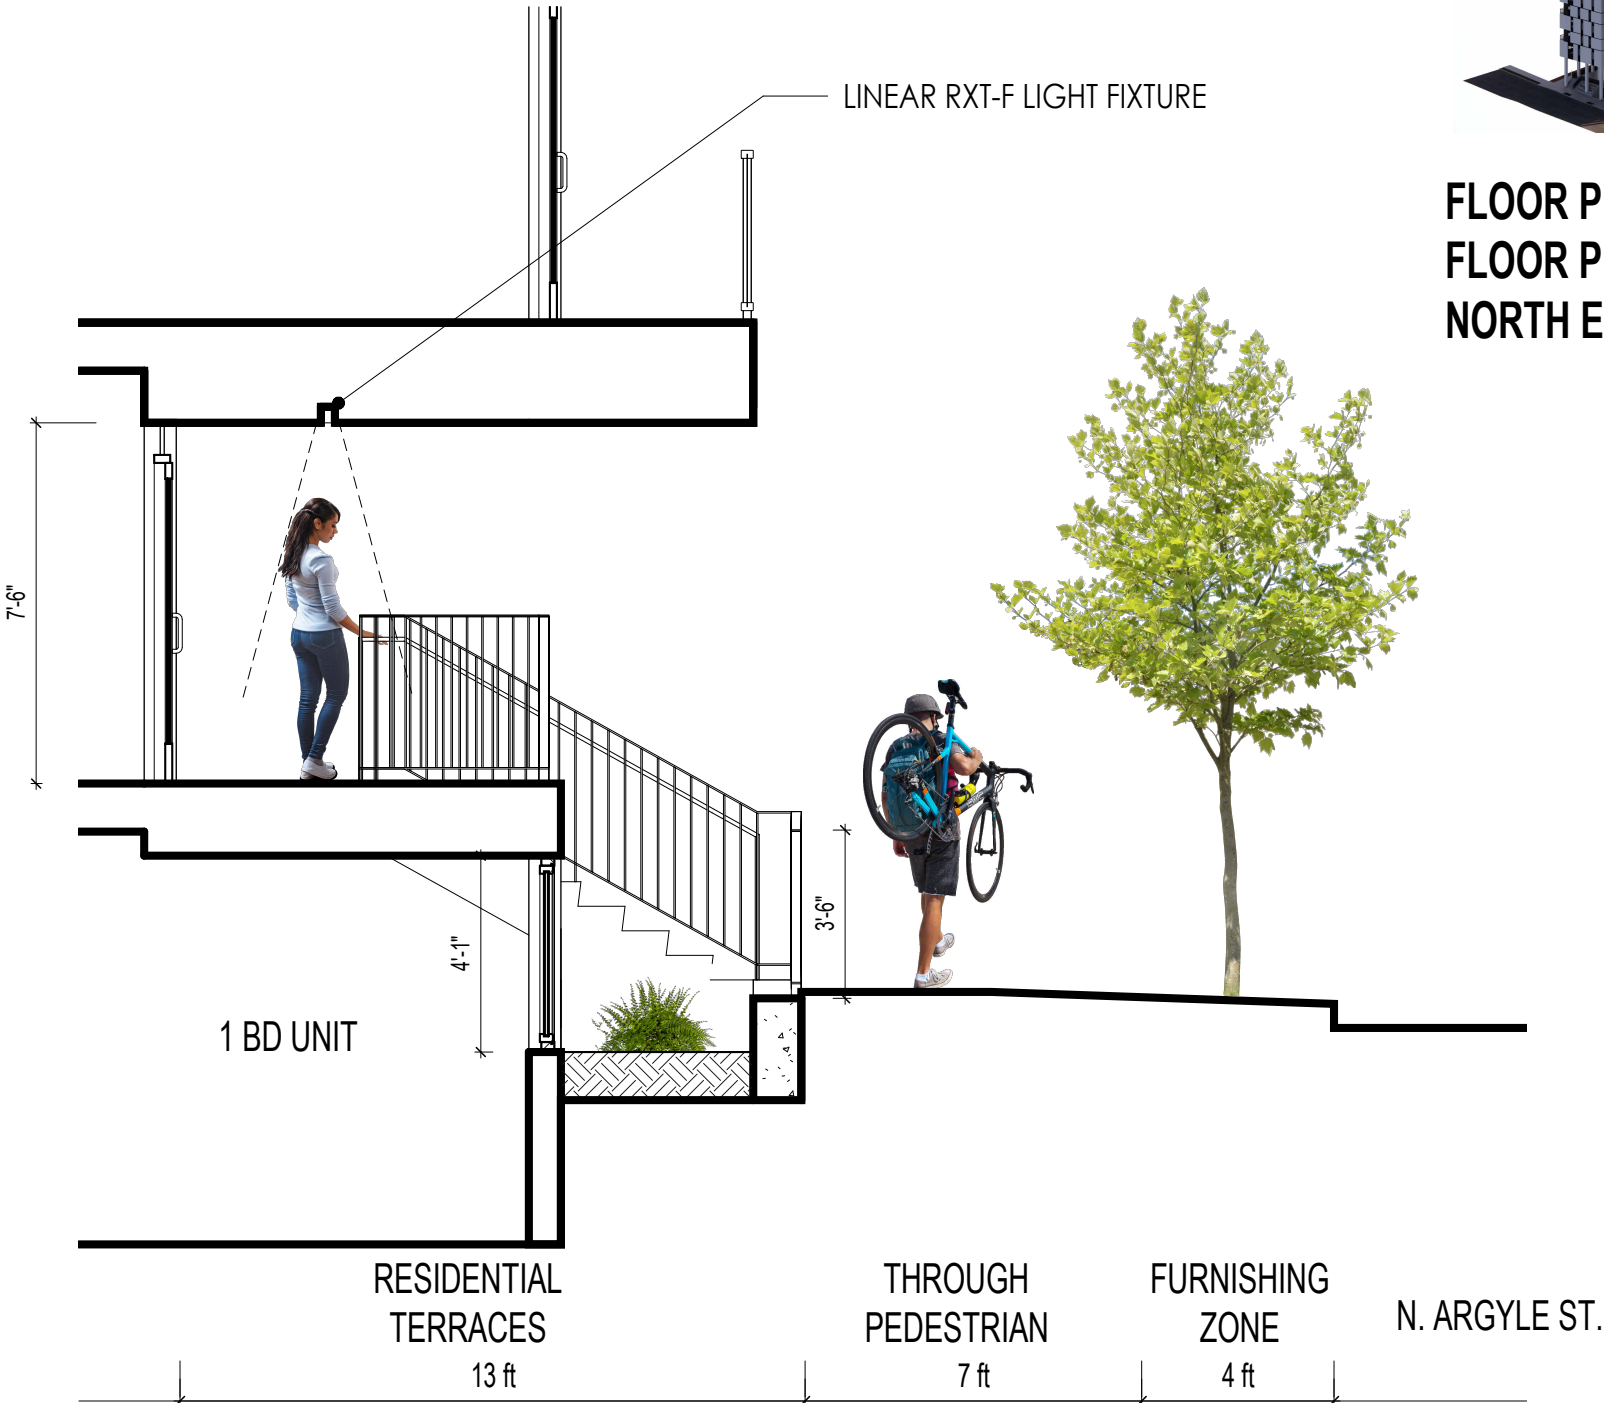 LINEAR RXT-F LIGHT FIXTURE
FLOOR P
FLOOR P
NORTH E
7'-6"
3'-6"
4'-1"
1 BD UNIT
RESIDENTIAL
TERRACES
13 ft
THROUGH
PEDESTRIAN
7 ft
FURNISHING
ZONE
4 ft
N. ARGYLE ST.